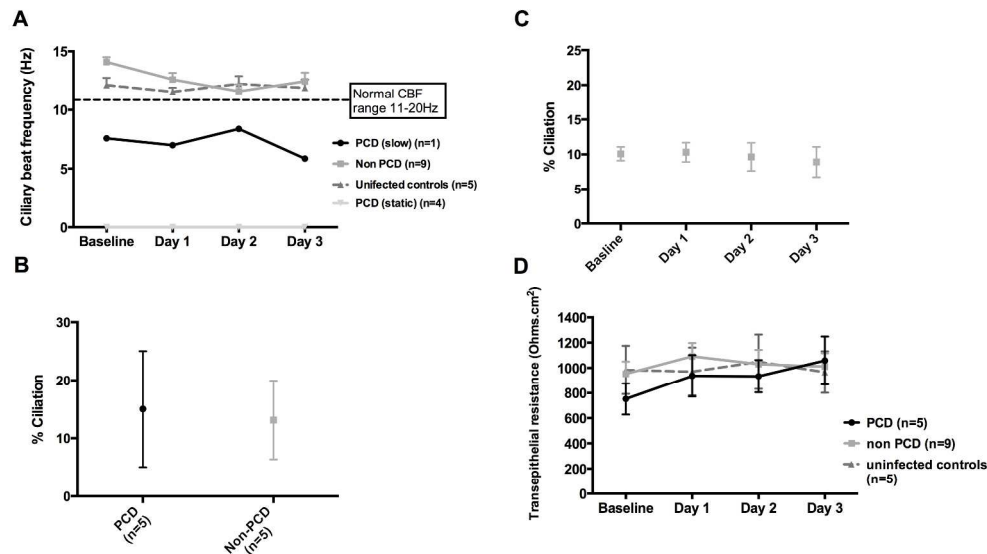 A
Ciliary beat frequency (Hz)
15
10
5
0
Baseline Day 1 Day 2 Day 3
Normal CBF
range 11-20Hz
PCD (slow) (n=1)
Non PCD (n=9)
Unifected controls (n=5)
PCD (static) (n=4)
B
% Ciliation
30
20
10
0
PCD
(n=5)
Non-PCD
(n=5)
C
% Ciliation
25
20
15
10
5
0
Basline
Day 1
Day 2
Day 3
D
Transepithelial resistance (Ohms.cm²)
1400
1200
1000
800
600
400
200
0
Baseline Day 1 Day 2 Day 3
PCD (n=5)
non PCD (n=9)
uninfected controls
(n=5)